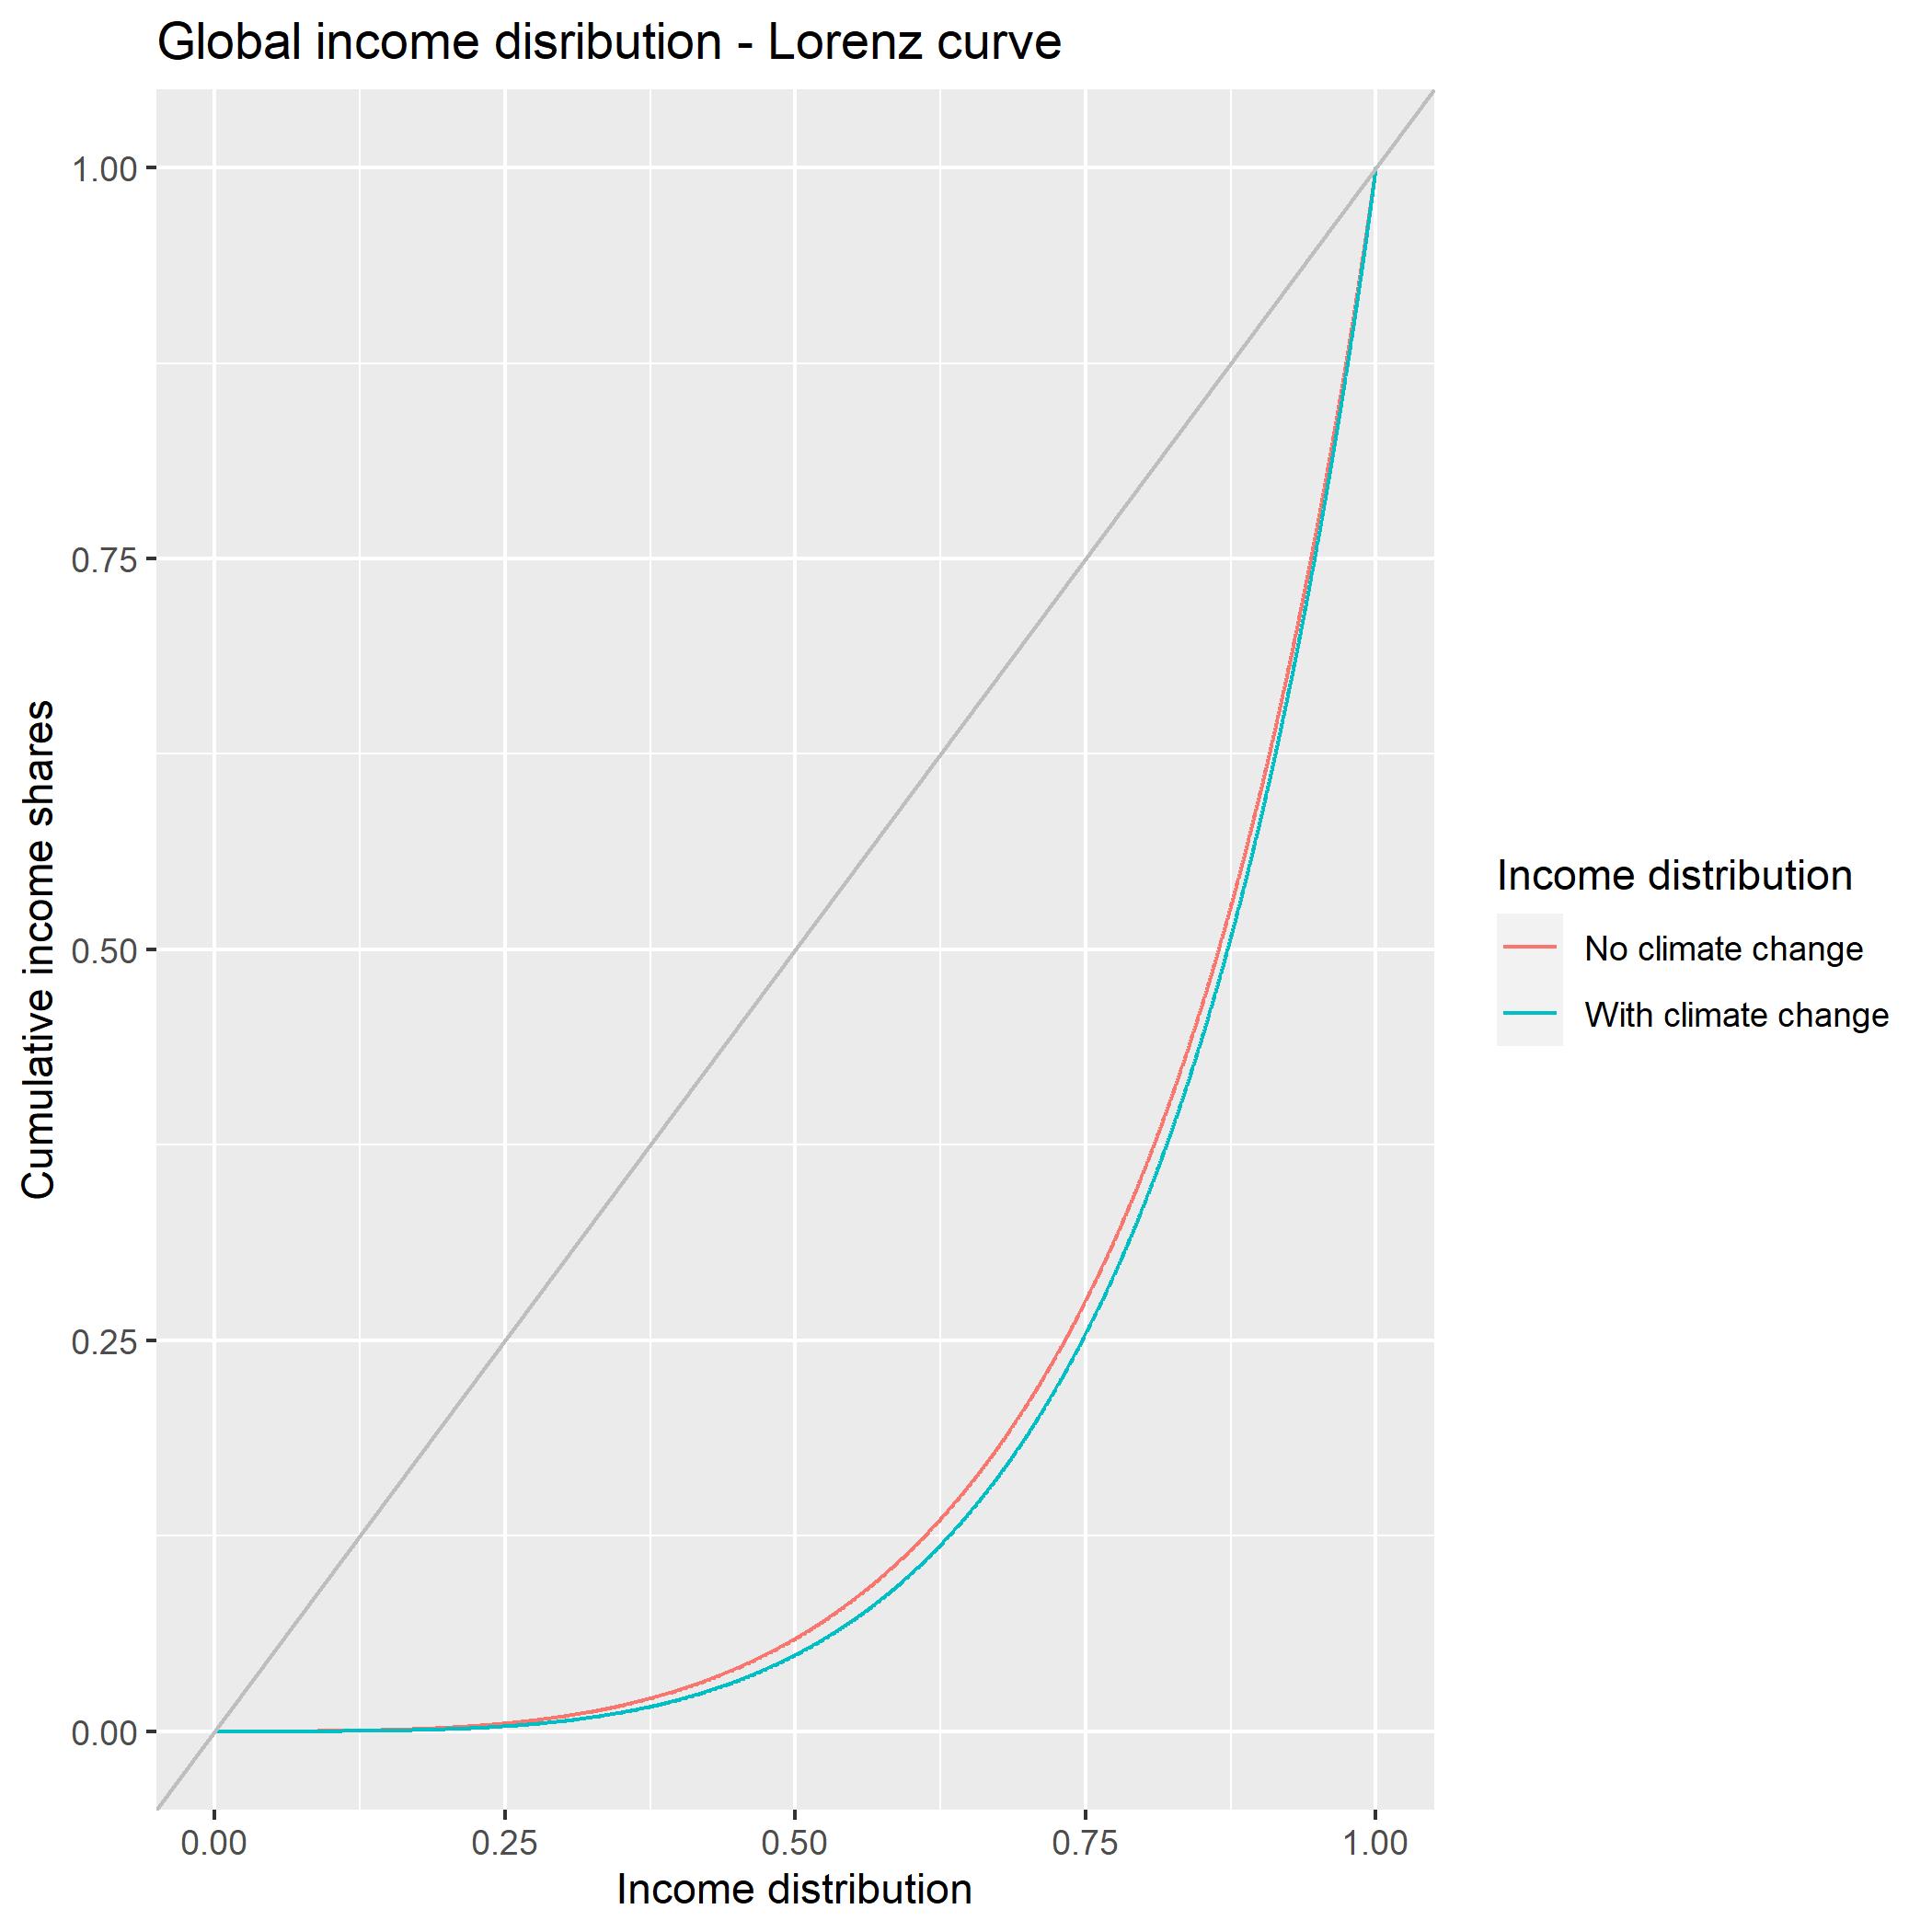 Global income disribution - Lorenz curve
1.00
0.75
0.50
0.25
0.00
Cumulative income shares
0.00 0.25 0.50 0.75 1.00
Income distribution
Income distribution
No climate change
With climate change